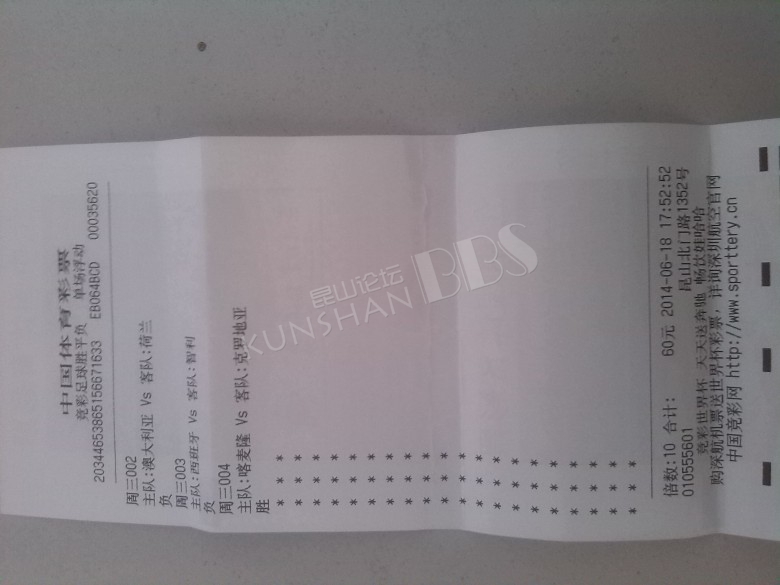 中国体育彩票
竞彩足球胜平负 单场浮动
20344653865156671633 EB064BCD 00035620
周三002
主队:澳大利亚 Vs 客队:荷兰
负
周三003
主队:西班牙 Vs 客队:智利
负
周三004
主队:喀麦隆 Vs 客队:克罗地亚
胜
* * * *
* * * *
* * * *
* * * *
* * * *
* * * *
* * * *
* * * *
* * * *
* * *
* * *
* * *
* * *
* * *
* * *
* * *
* * *
* * *
* * *
* * *
倍数:10 合计: 60元 2014-06-18 17:52:52
010555601 昆山北门路1352号
竞彩世界杯 天天送奔驰 畅饮娃哈哈
购深航机票送世界杯彩票,详询深圳航空官网
中国竞彩网 http://www.sporttery.cn
昆山论坛
KUNSHAN BBS